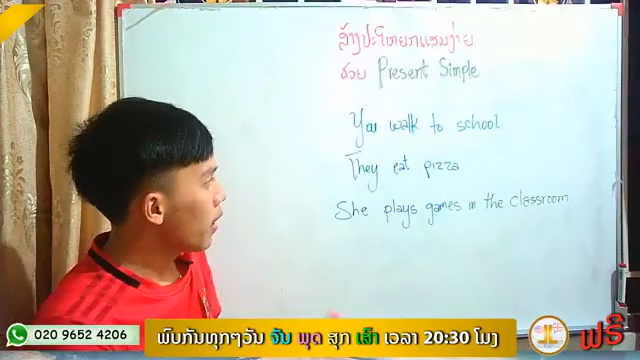 ສ້າງປະໂຫຍກແສນງ່າຍ
ດ້ວຍ Present Simple
You walk to school
They eat pizza
She plays games in the classroom.
020 9652 4206
ພົບກັນທຸກໆວັນ ຈັນ ພຸດ ສຸກ ເສົາ ເວລາ 20:30 ໂມງ
ຟຣີ